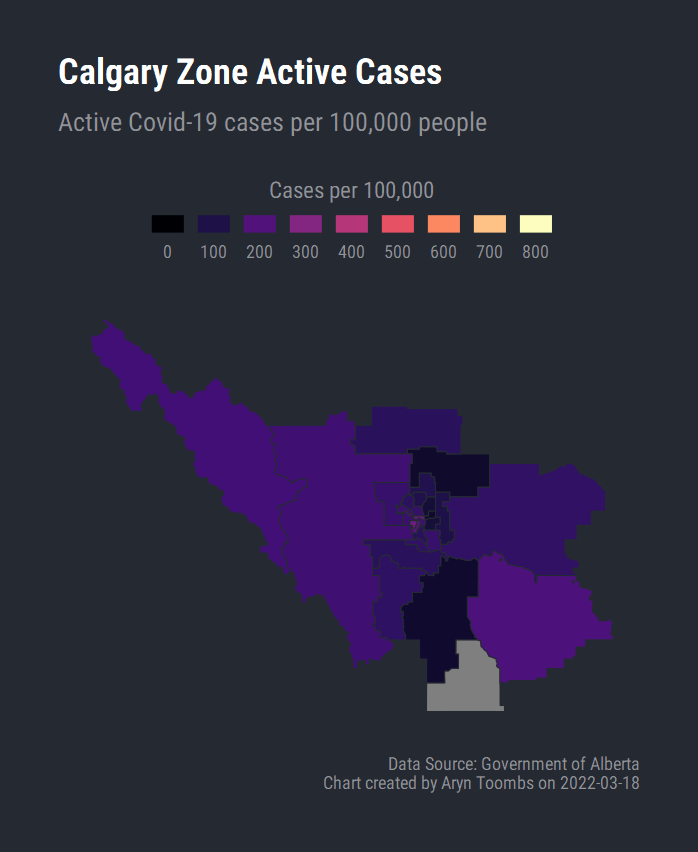 Calgary Zone Active Cases
Active Covid-19 cases per 100,000 people
Cases per 100,000
0 100 200 300 400 500 600 700 800
Data Source: Government of Alberta
Chart created by Aryn Toombs on 2022-03-18